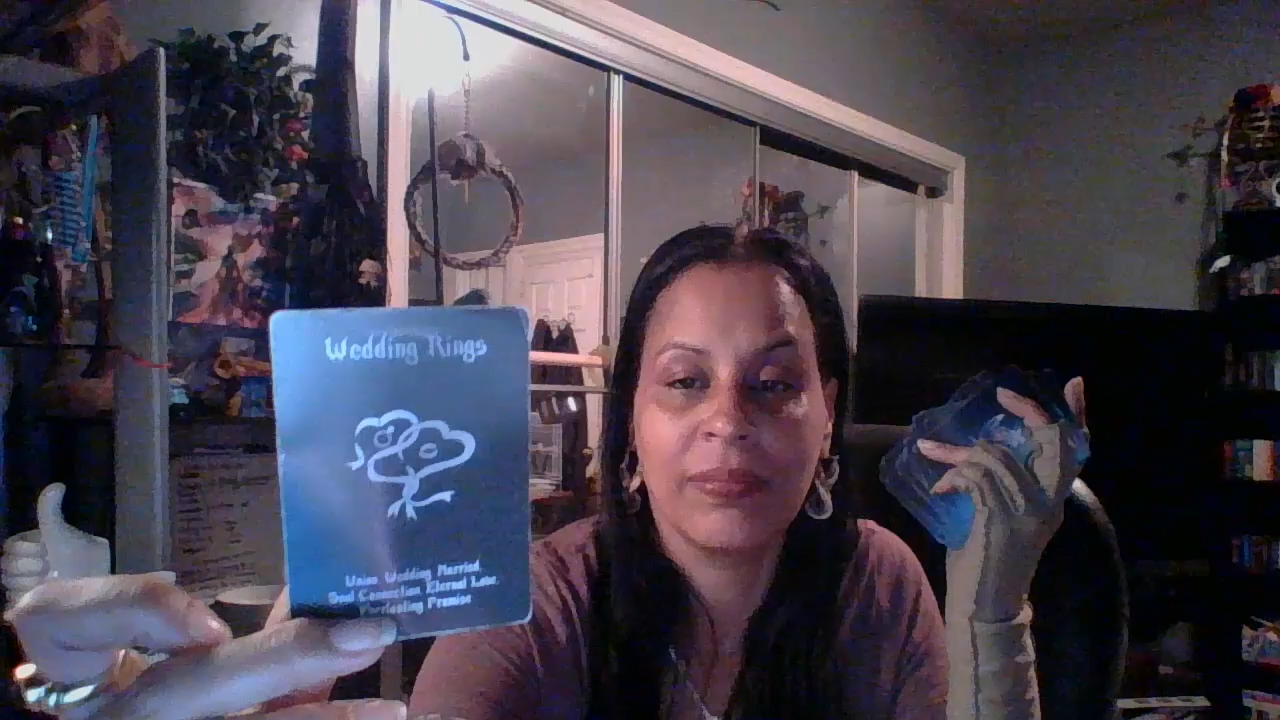 Wedding Rings
Union Wedding Married
Soul Connection Eternal Love
Everlasting Promise